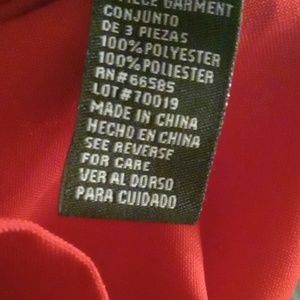 PIECE GARMENT
CONJUNTO
DE 3 PIEZAS
100%POLYESTER
100%POLIESTER
RN#66585
LOT#70019
MADE IN CHINA
HECHO EN CHINA
SEE REVERSE
FOR CARE
VER AL DORSO
PARA CUIDADO